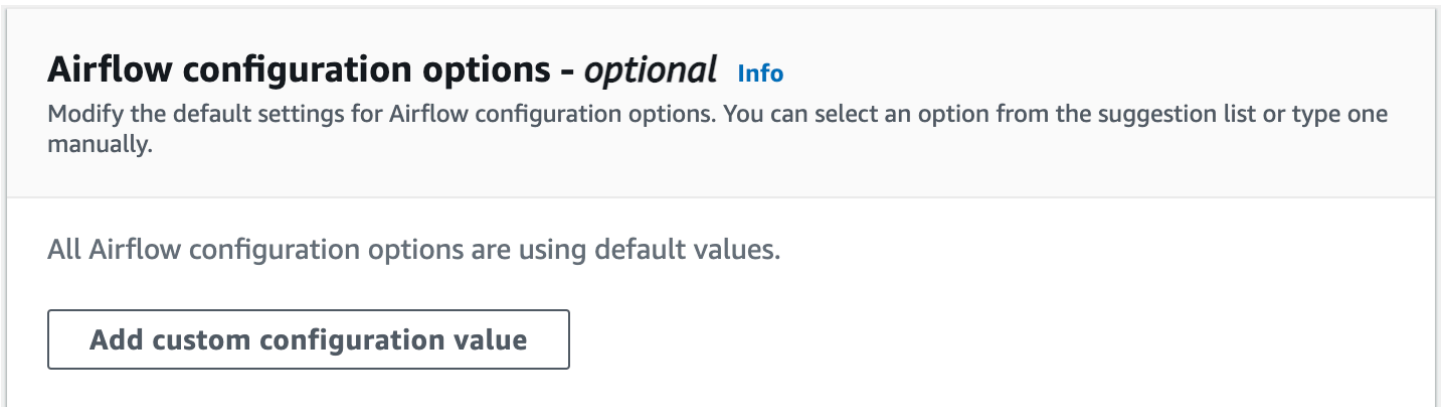 Airflow configuration options - optional Info
Modify the default settings for Airflow configuration options. You can select an option from the suggestion list or type one
manually.
All Airflow configuration options are using default values.
Add custom configuration value